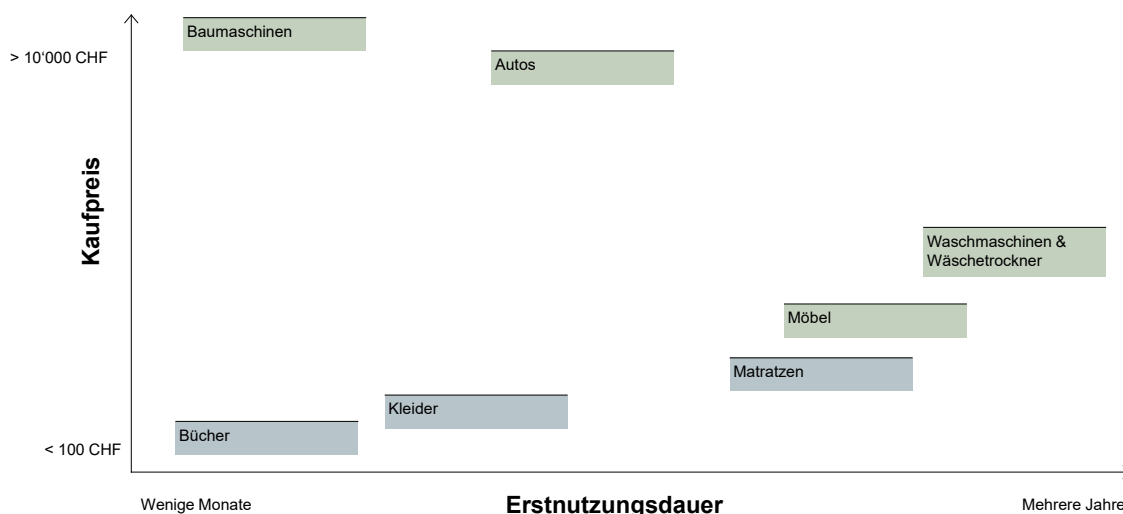 Baumaschinen
> 10‘000 CHF
Autos
Kaufpreis
Waschmaschinen &
Wäschetrockner
Möbel
Matratzen
Kleider
Bücher
< 100 CHF
Wenige Monate
Erstnutzungsdauer
Mehrere Jahre